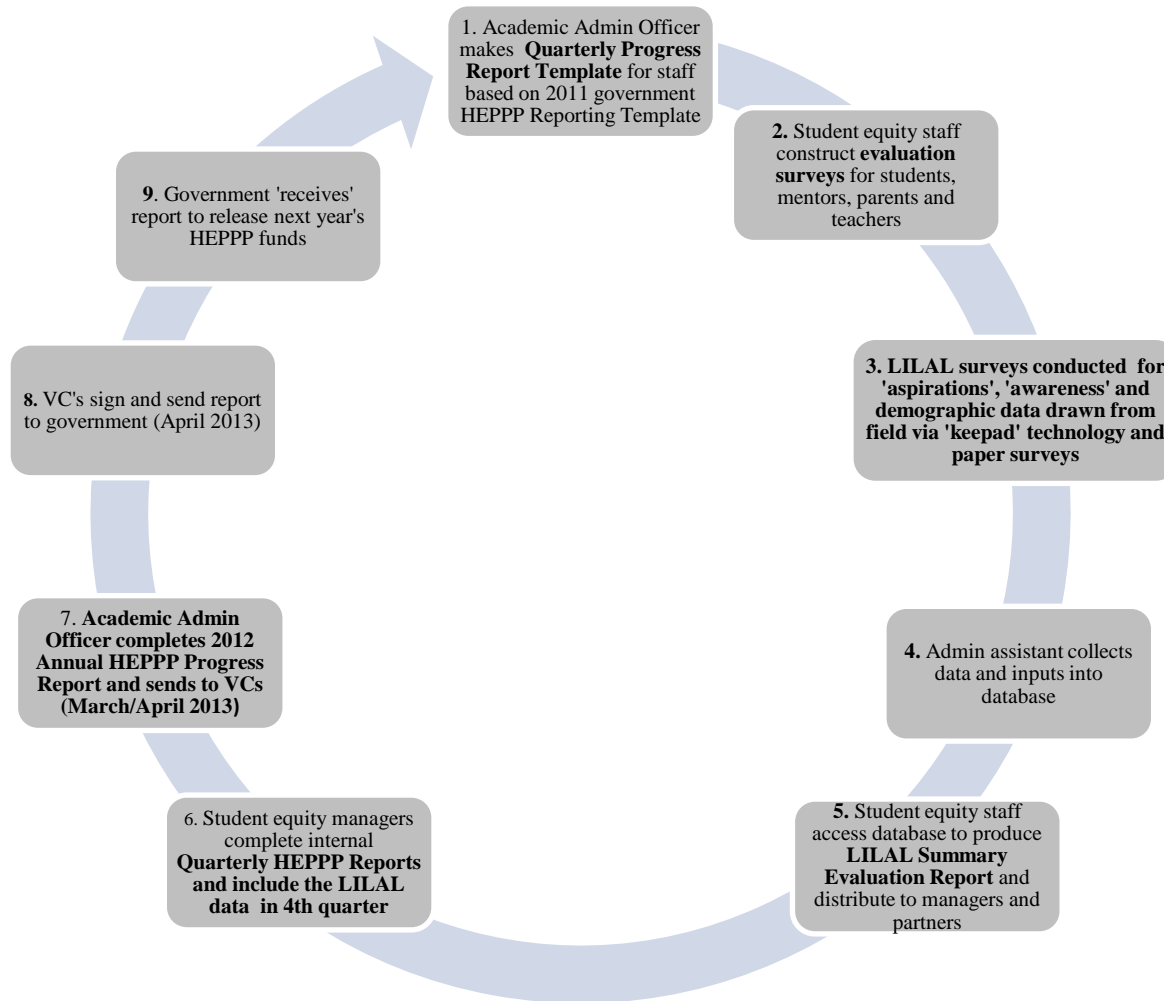 1. Academic Admin Officer
makes Quarterly Progress
Report Template for staff
based on 2011 government
HEPPP Reporting Template
2. Student equity staff
construct evaluation
surveys for students,
mentors, parents and
teachers
3. LILAL surveys conducted for
'aspirations', 'awareness' and
demographic data drawn from
field via 'keepad' technology and
paper surveys
4. Admin assistant collects
data and inputs into
database
5. Student equity staff
access database to produce
LILAL Summary
Evaluation Report and
distribute to managers and
partners
6. Student equity managers
complete internal
Quarterly HEPPP Reports
and include the LILAL
data in 4th quarter
7. Academic Admin
Officer completes 2012
Annual HEPPP Progress
Report and sends to VCs
(March/April 2013)
8. VC's sign and send report
to government (April 2013)
9. Government 'receives'
report to release next year's
HEPPP funds